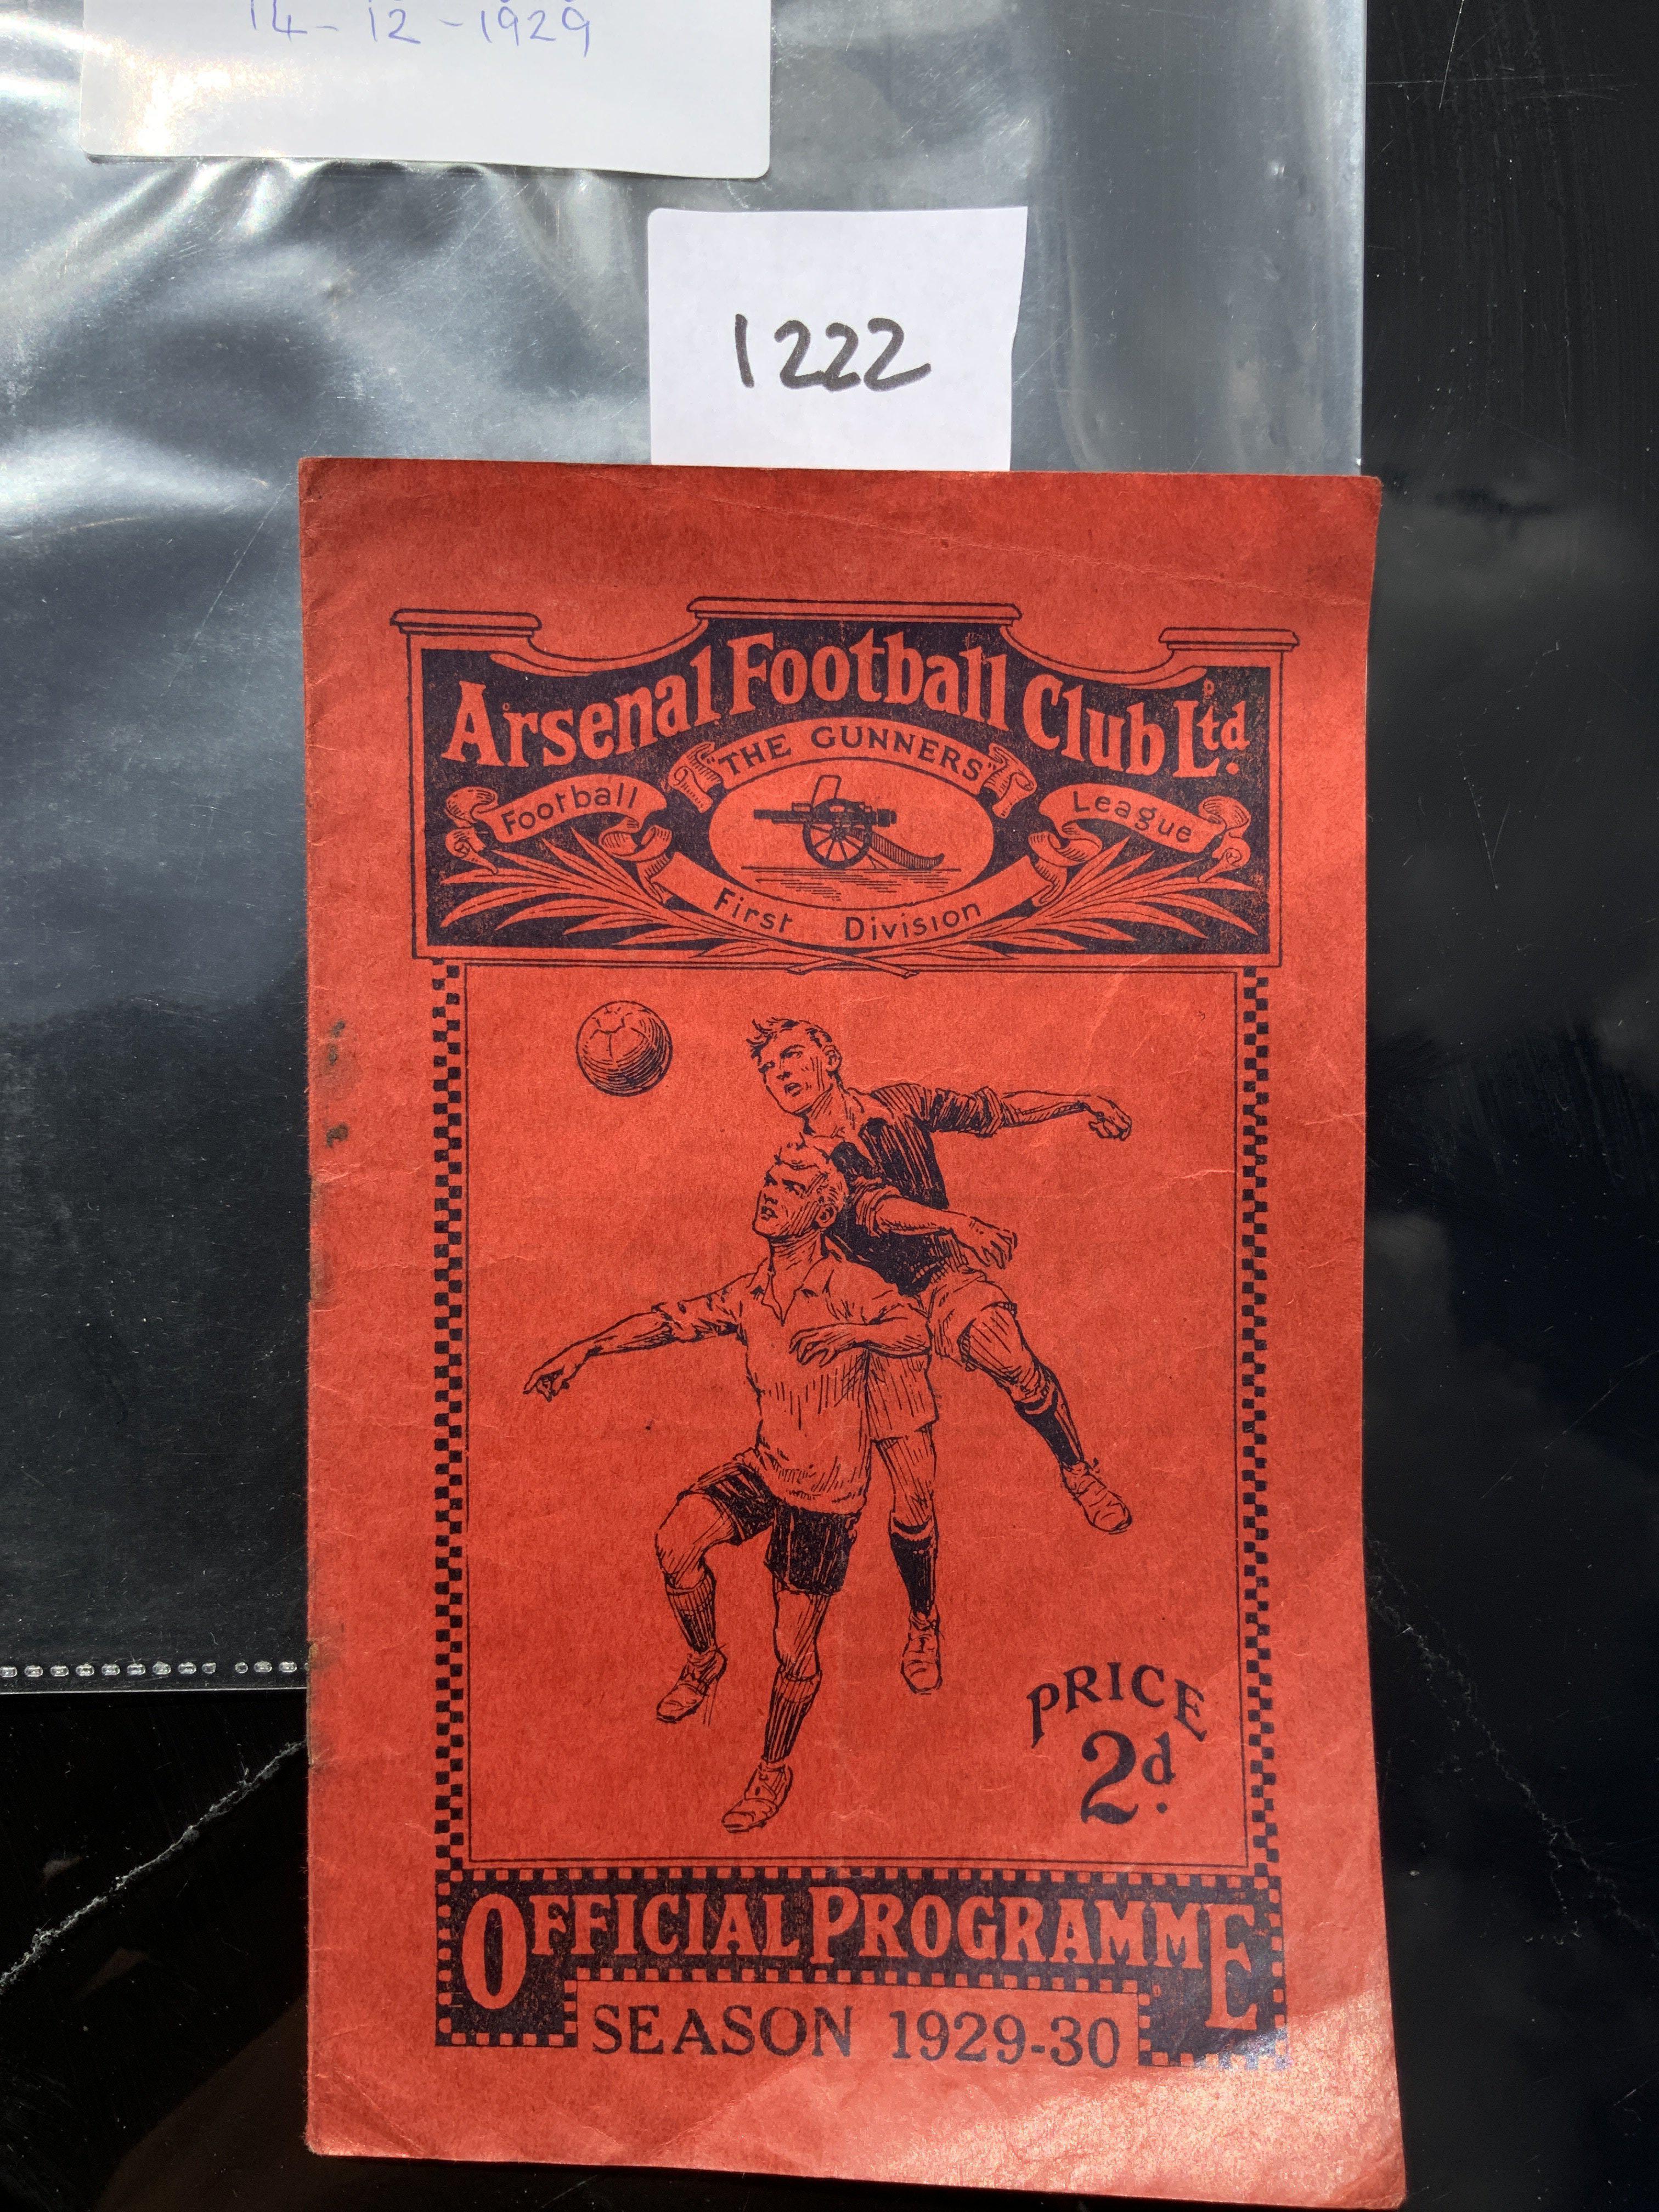 14-12-1929
1222
Arsenal Football Club Ltd.
"THE GUNNERS"
Football League
First Division
PRICE
2d.
OFFICIAL PROGRAMME
SEASON 1929-30